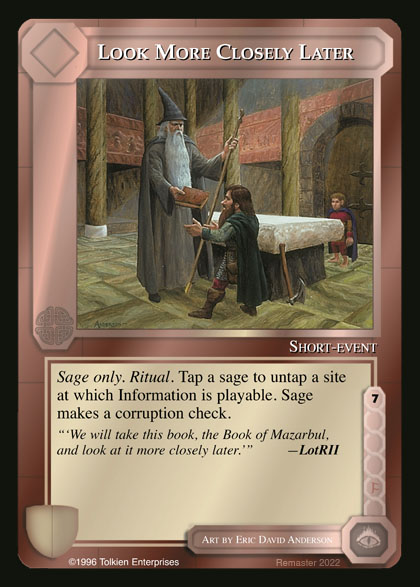 Look More Closely Later
Anderson
Short-event
Sage only. Ritual. Tap a sage to untap a site
at which Information is playable. Sage
makes a corruption check.
7
“‘We will take this book, the Book of Mazarbul,
and look at it more closely later.’” —LotRII
R
Art by Eric David Anderson
©1996 Tolkien Enterprises
Remaster 2022